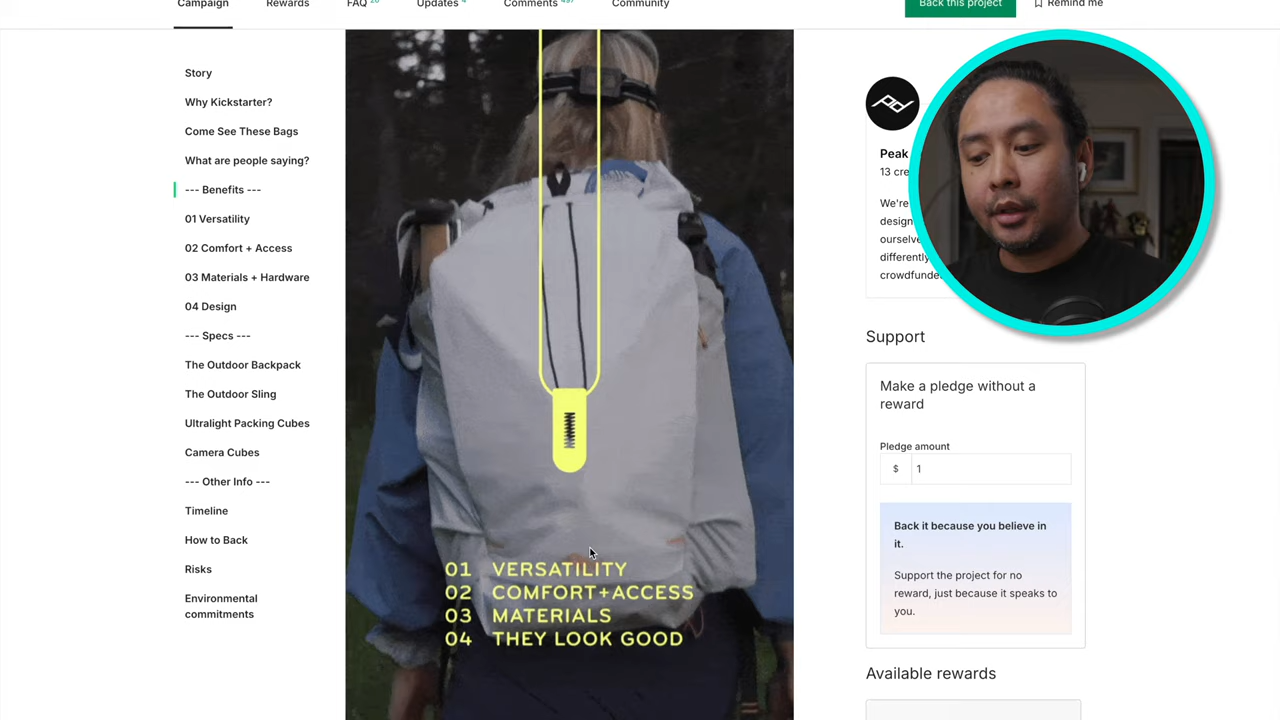 Campaign
Rewards
FAQ
Updates 4
Comments
Community
Back this project
Remind me
Story
Why Kickstarter?
Come See These Bags
What are people saying?
--- Benefits ---
01 Versatility
02 Comfort + Access
03 Materials + Hardware
04 Design
--- Specs ---
The Outdoor Backpack
The Outdoor Sling
Ultralight Packing Cubes
Camera Cubes
--- Other Info ---
Timeline
How to Back
Risks
Environmental
commitments
01 VERSATILITY
02 COMFORT+ACCESS
03 MATERIALS
04 THEY LOOK GOOD
Peak
13 cre
We're
design
ourselve
differently
crowdfunde
Support
Make a pledge without a
reward
Pledge amount
$ 1
Back it because you believe in
it.
Support the project for no
reward, just because it speaks to
you.
Available rewards